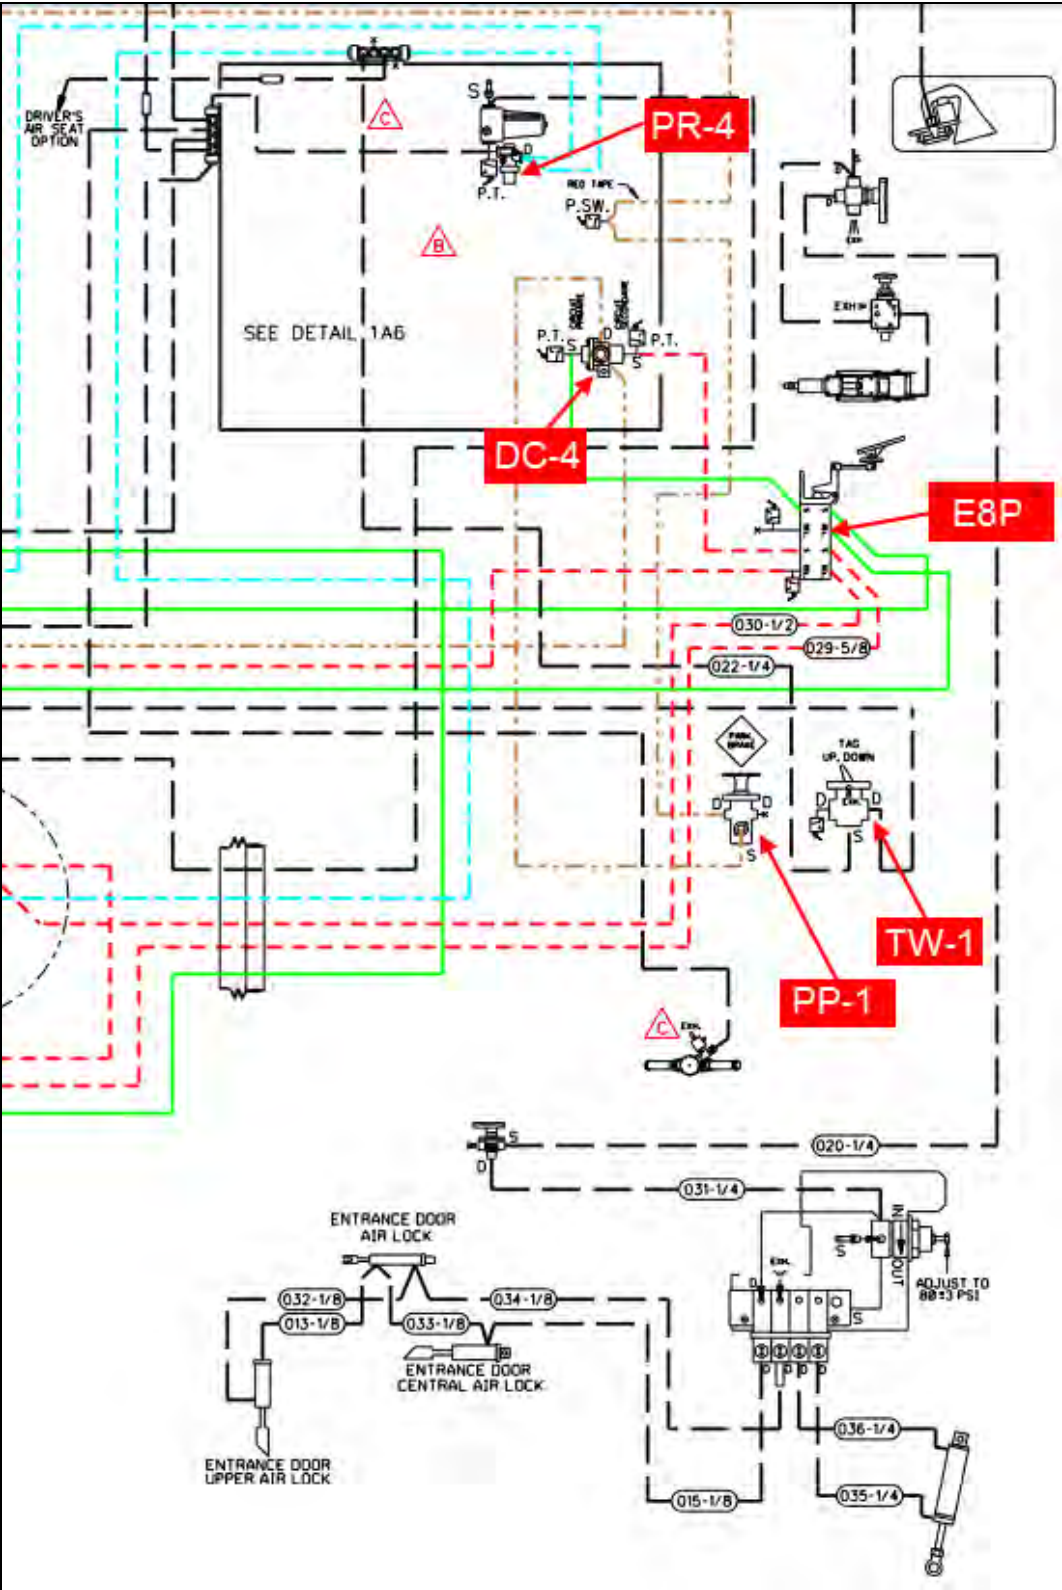 DRIVER'S
AIR SEAT
OPTION
X
X
C
S
D
P.T.
PR-4
RED TAPE
P.SW.
B
SEE DETAIL 1A6
P.T.
S
D
S
P.T.
DC-4
S
D
D
EXH
EXH
E8P
X
030-1/2
029-5/8
022-1/4
PARK
BRAKE
D
D
X
S
TAG
UP, DOWN
D
EXH.
D
S
TW-1
PP-1
C
EXH.
S
D
020-1/4
031-1/4
IN
OUT
S
ADJUST TO
80±3 PSI
EXH.
D
S
D
D
D
ENTRANCE DOOR
AIR LOCK
032-1/8
034-1/8
013-1/8
033-1/8
ENTRANCE DOOR
CENTRAL AIR LOCK
ENTRANCE DOOR
UPPER AIR LOCK
036-1/4
035-1/4
015-1/8